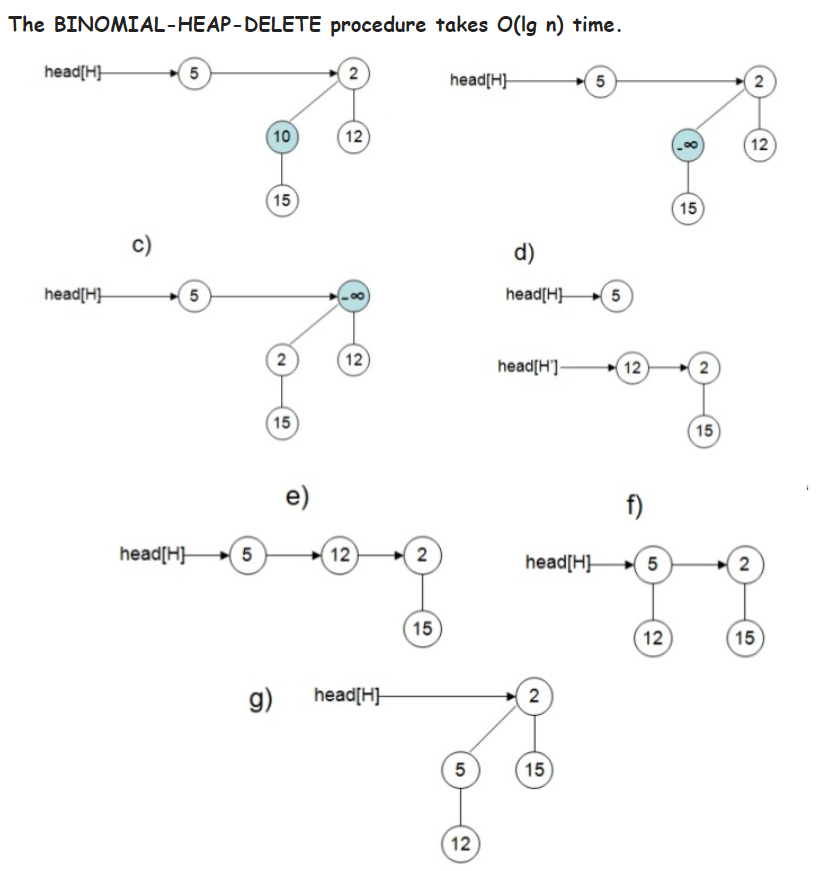 The BINOMIAL-HEAP-DELETE procedure takes O(lg n) time.
head[H] 5 2
10 12
15
head[H] 5 2
-∞ 12
15
c)
head[H] 5 -∞
2 12
15
d)
head[H] 5
head[H'] 12 2
15
e)
head[H] 5 12 2
15
f)
head[H] 5 2
12 15
g) head[H] 2
5 15
12